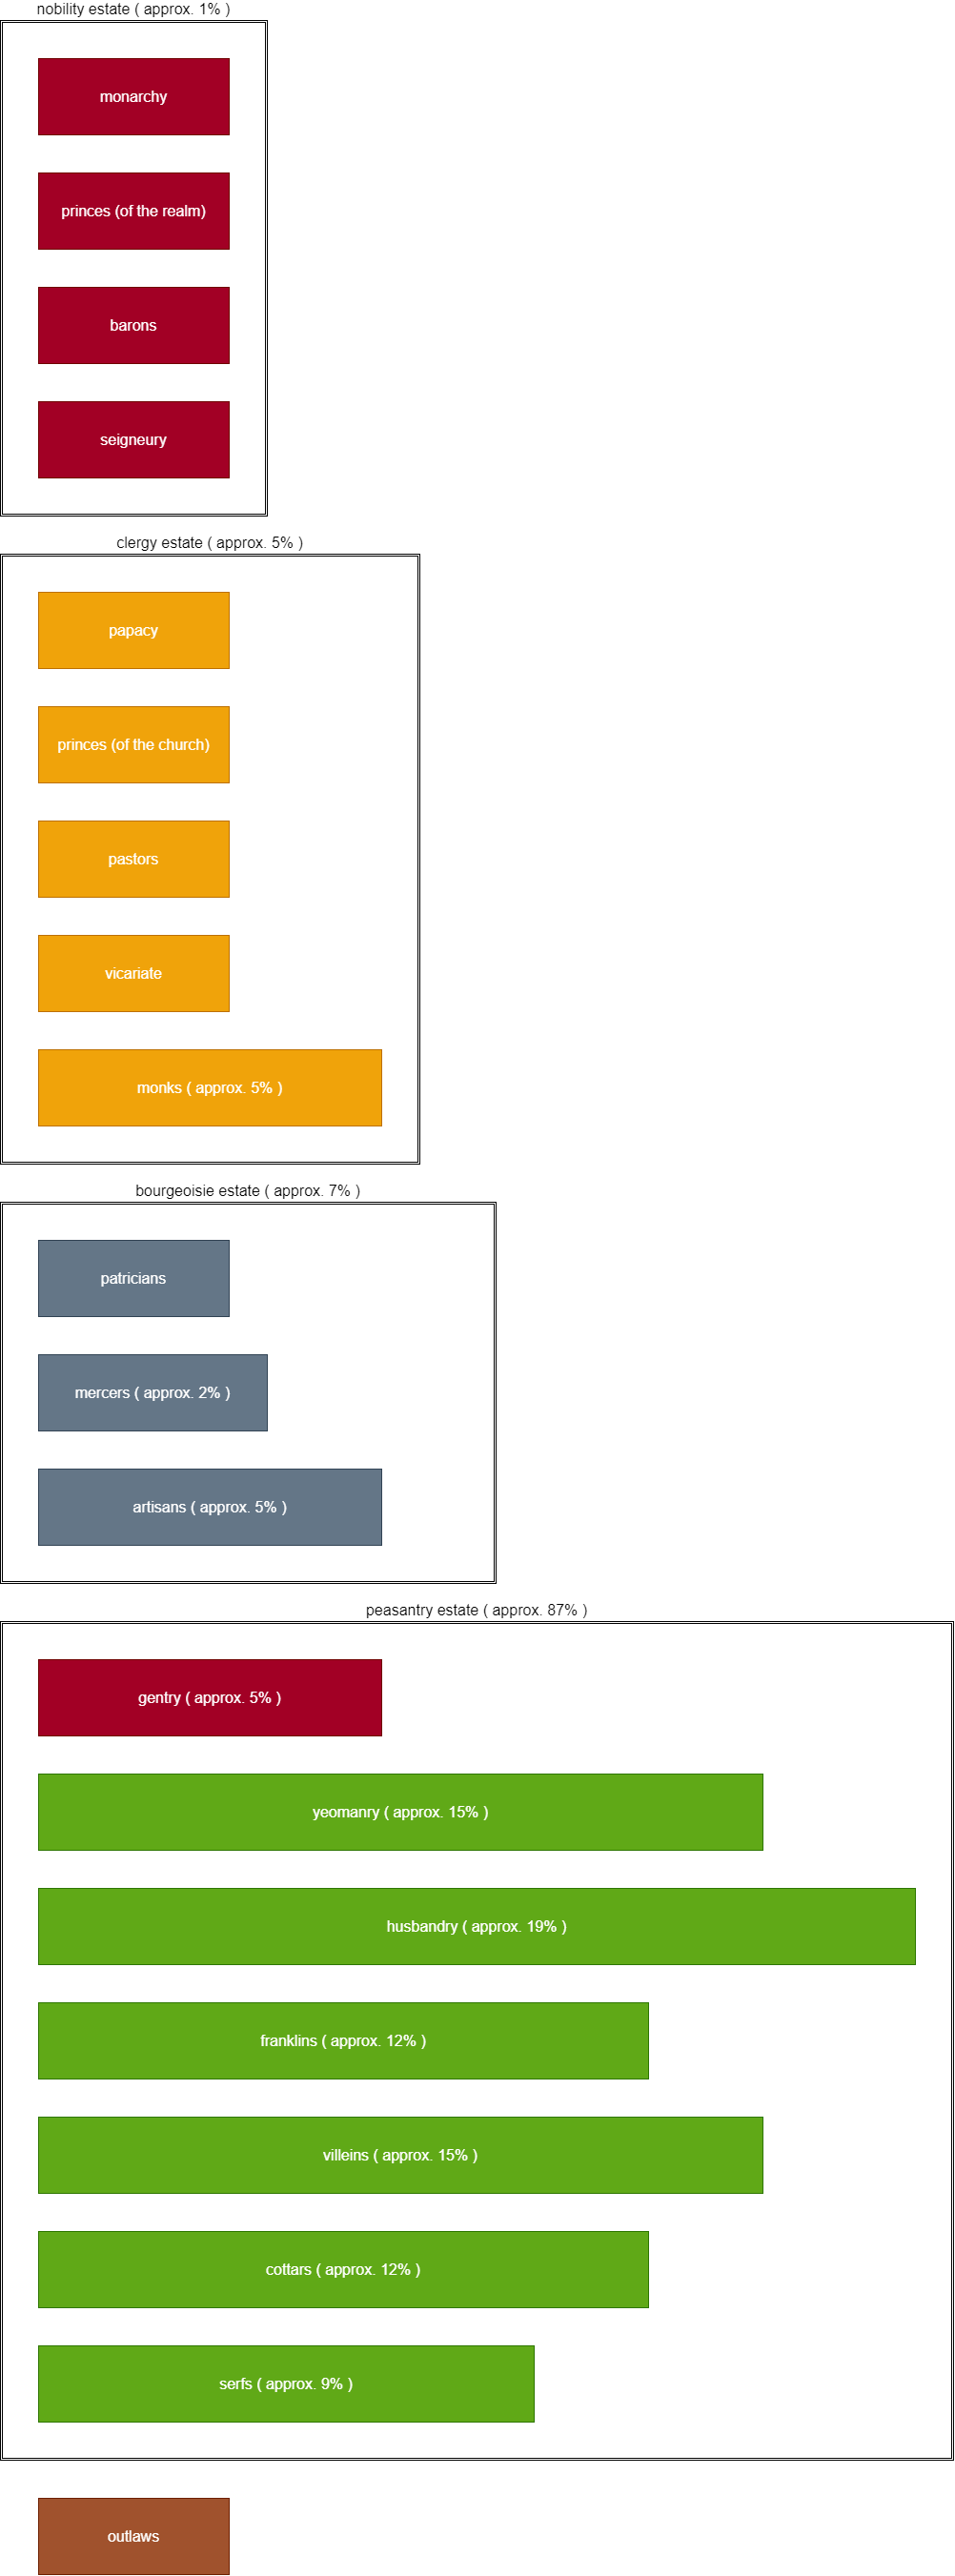 nobility estate ( approx. 1% )
monarchy
princes (of the realm)
barons
seigneury
clergy estate ( approx. 5% )
papacy
princes (of the church)
pastors
vicariate
monks ( approx. 5% )
bourgeoisie estate ( approx. 7% )
patricians
mercers ( approx. 2% )
artisans ( approx. 5% )
peasantry estate ( approx. 87% )
gentry ( approx. 5% )
yeomanry ( approx. 15% )
husbandry ( approx. 19% )
franklins ( approx. 12% )
villeins ( approx. 15% )
cottars ( approx. 12% )
serfs ( approx. 9% )
outlaws